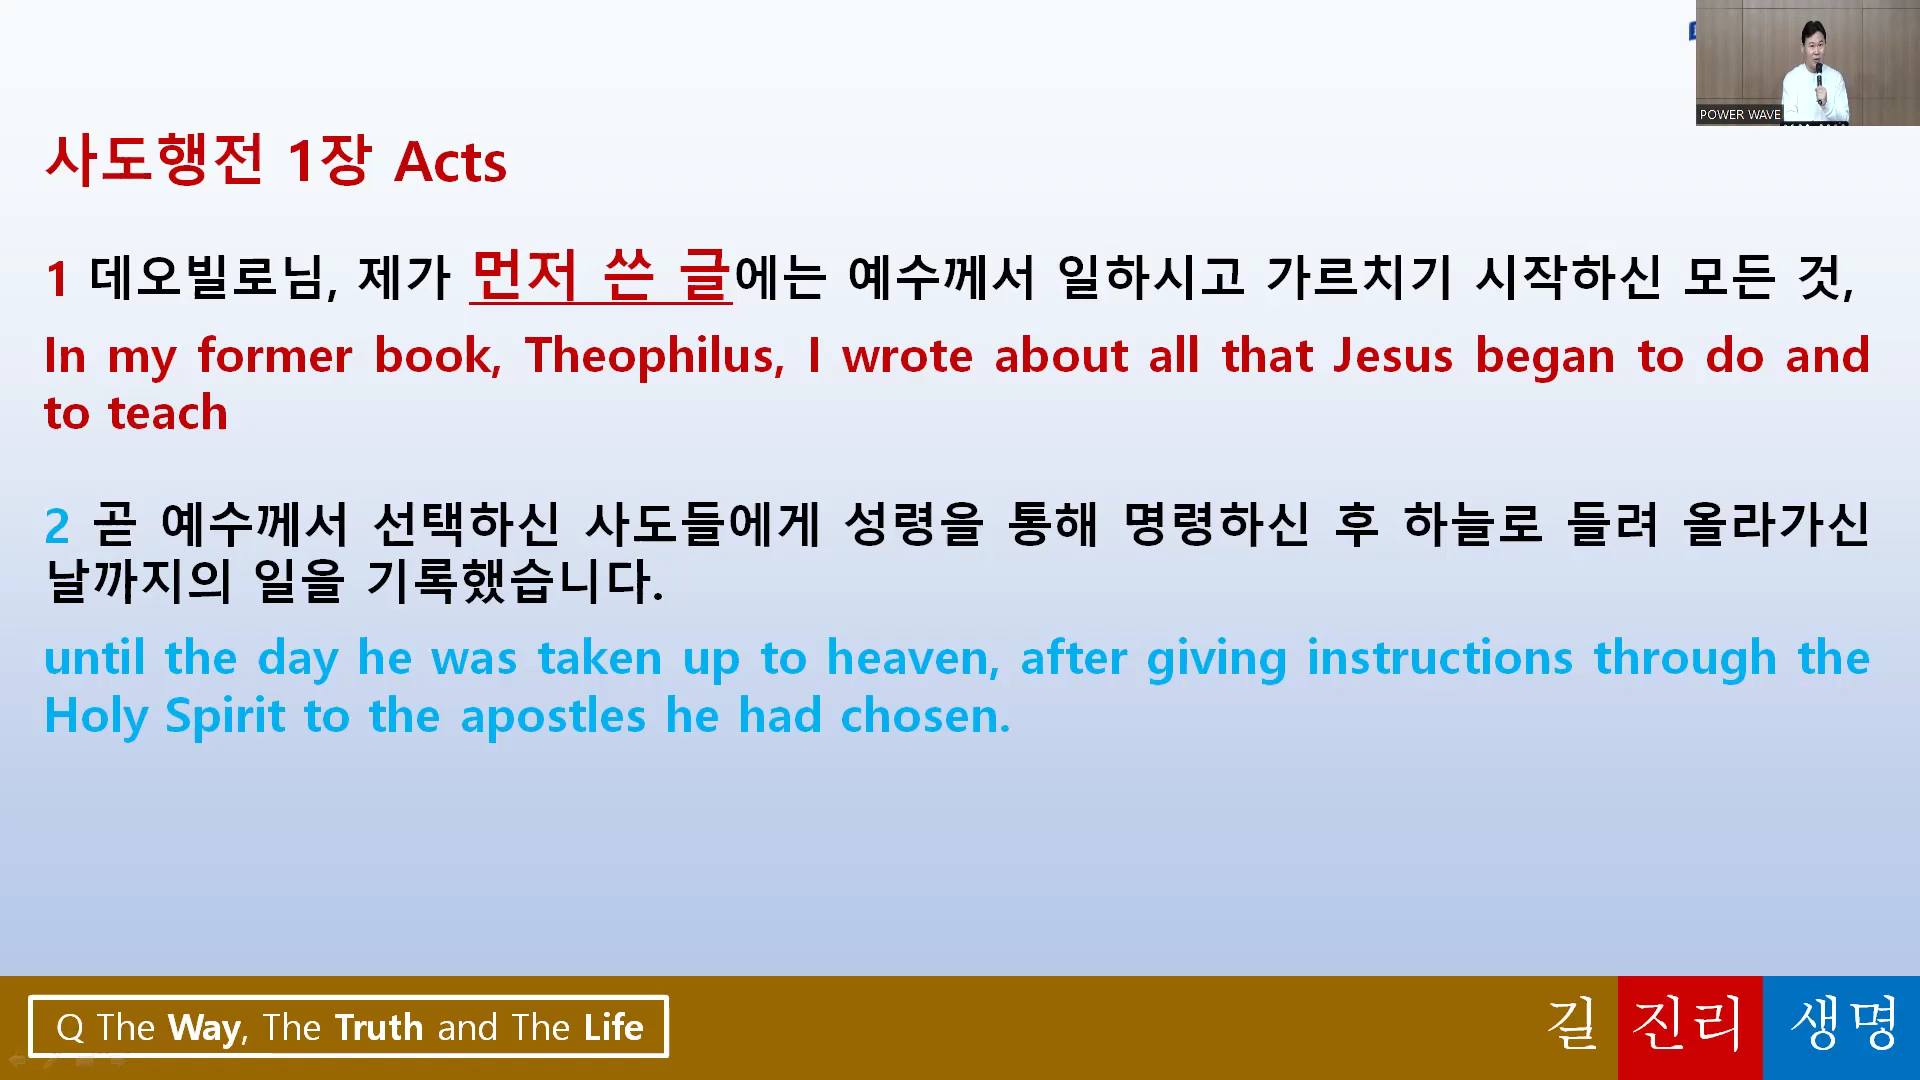 POWER WAVE
사도행전 1장 Acts
1 데오빌로님, 제가 먼저 쓴 글에는 예수께서 일하시고 가르치기 시작하신 모든 것,
In my former book, Theophilus, I wrote about all that Jesus began to do and
to teach
2 곧 예수께서 선택하신 사도들에게 성령을 통해 명령하신 후 하늘로 들려 올라가신
날까지의 일을 기록했습니다.
until the day he was taken up to heaven, after giving instructions through the
Holy Spirit to the apostles he had chosen.
Q The Way, The Truth and The Life
길 진리 생명